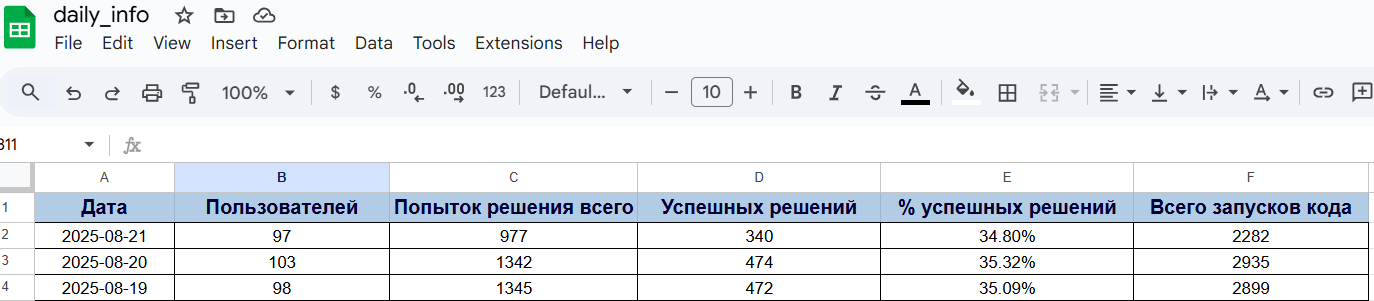 daily_info
File Edit View Insert Format Data Tools Extensions Help
100% $ % .0 .00 123 Defaul... 10 B I S A A
B11 fx
A B C D E F
1 Дата Пользователей Попыток решения всего Успешных решений % успешных решений Всего запусков кода
2 2025-08-21 97 977 340 34.80% 2282
3 2025-08-20 103 1342 474 35.32% 2935
4 2025-08-19 98 1345 472 35.09% 2899